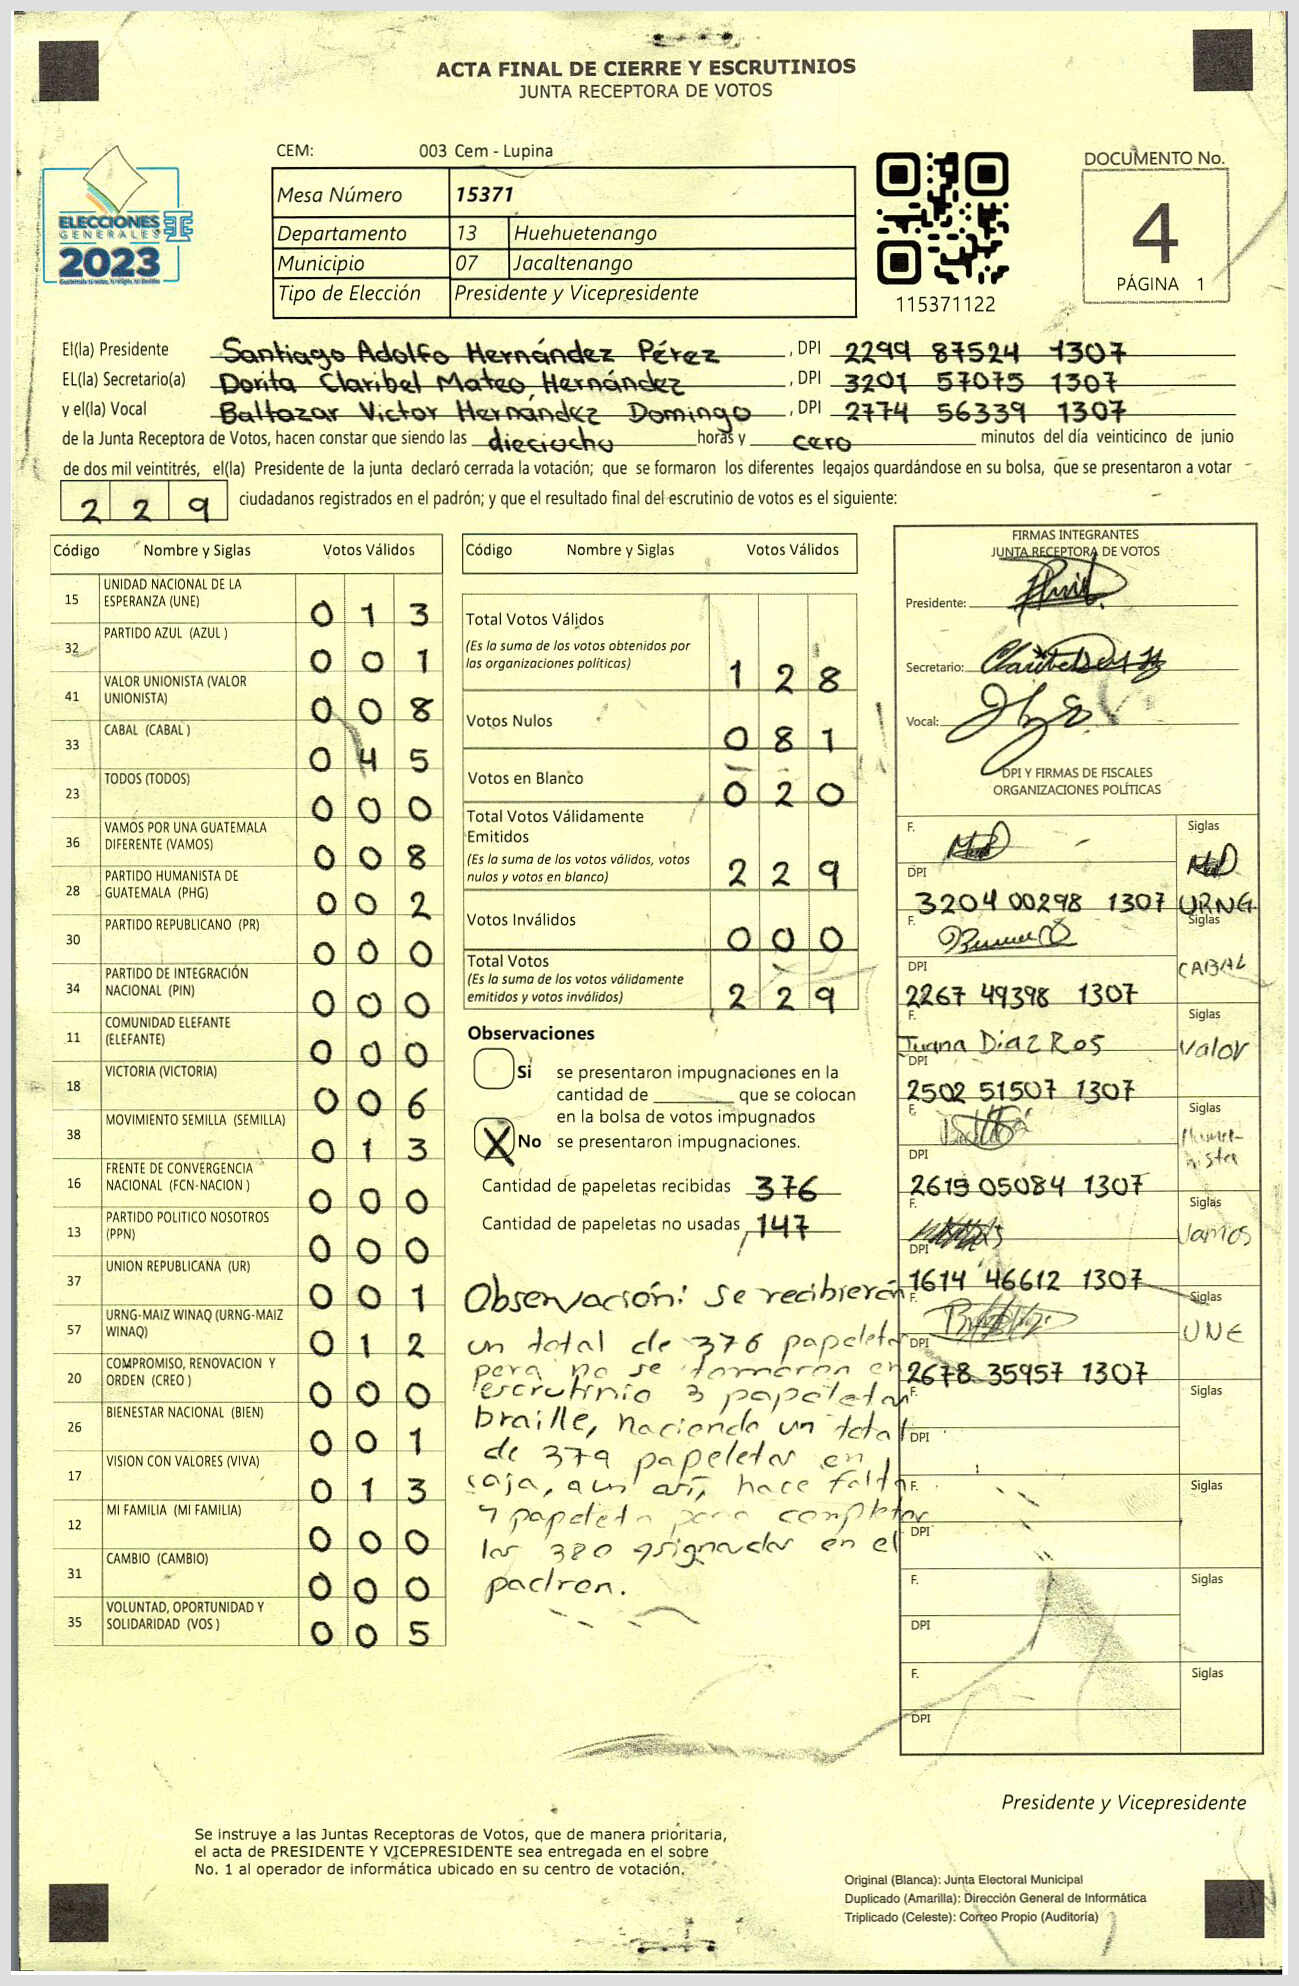 ACTA FINAL DE CIERRE Y ESCRUTINIOS
JUNTA RECEPTORA DE VOTOS
CEM: 003 Cem - Lupina
DOCUMENTO No.
4
PÁGINA 1
ELECCIONES
GENERALES
2023
Mesa Número 15371
Departamento 13 Huehuetenango
Municipio 07 Jacaltenango
Tipo de Elección Presidente y Vicepresidente
115371122
El(la) Presidente Santiago Adolfo Hernández Pérez , DPI 2299 87524 1307
EL(la) Secretario(a) Dorita Claribel Mateo Hernández , DPI 3201 57075 1307
y el(la) Vocal Baltazar Victor Hernández Domingo , DPI 2774 56339 1307
de la Junta Receptora de Votos, hacen constar que siendo las dieciocho horas y cero minutos del día veinticinco de junio
de dos mil veintitrés, el(la) Presidente de la junta declaró cerrada la votación; que se formaron los diferentes legajos quardándose en su bolsa, que se presentaron a votar
2 2 9 ciudadanos registrados en el padrón; y que el resultado final del escrutinio de votos es el siguiente:
Código Nombre y Siglas Votos Válidos
15 UNIDAD NACIONAL DE LA
ESPERANZA (UNE) 0 1 3
32 PARTIDO AZUL (AZUL ) 0 0 1
41 VALOR UNIONISTA (VALOR
UNIONISTA) 0 0 8
33 CABAL (CABAL ) 0 4 5
23 TODOS (TODOS) 0 0 0
36 VAMOS POR UNA GUATEMALA
DIFERENTE (VAMOS) 0 0 8
28 PARTIDO HUMANISTA DE
GUATEMALA (PHG) 0 0 2
30 PARTIDO REPUBLICANO (PR) 0 0 0
34 PARTIDO DE INTEGRACIÓN
NACIONAL (PIN) 0 0 0
11 COMUNIDAD ELEFANTE
(ELEFANTE) 0 0 0
18 VICTORIA (VICTORIA) 0 0 6
38 MOVIMIENTO SEMILLA (SEMILLA) 0 1 3
16 FRENTE DE CONVERGENCIA
NACIONAL (FCN-NACION ) 0 0 0
13 PARTIDO POLITICO NOSOTROS
(PPN) 0 0 0
37 UNION REPUBLICANA (UR) 0 0 1
57 URNG-MAIZ WINAQ (URNG-MAIZ
WINAQ) 0 1 2
20 COMPROMISO, RENOVACION Y
ORDEN (CREO ) 0 0 0
26 BIENESTAR NACIONAL (BIEN) 0 0 1
17 VISION CON VALORES (VIVA) 0 1 3
12 MI FAMILIA (MI FAMILIA) 0 0 0
31 CAMBIO (CAMBIO) 0 0 0
35 VOLUNTAD, OPORTUNIDAD Y
SOLIDARIDAD (VOS ) 0 0 5
Código Nombre y Siglas Votos Válidos
Total Votos Válidos
(Es la suma de los votos obtenidos por
las organizaciones políticas) 1 2 8
Votos Nulos 0 8 1
Votos en Blanco 0 2 0
Total Votos Válidamente
Emitidos
(Es la suma de los votos válidos, votos
nulos y votos en blanco) 2 2 9
Votos Inválidos 0 0 0
Total Votos
(Es la suma de los votos válidamente
emitidos y votos inválidos) 2 2 9
Observaciones
Si se presentaron impugnaciones en la
cantidad de ________ que se colocan
en la bolsa de votos impugnados
X No se presentaron impugnaciones.
Cantidad de papeletas recibidas 376
Cantidad de papeletas no usadas 147
Observación: se recibierón
un total de 376 papeletas
pero no se tomaron en
escrutinio 3 papeletas
braille, haciendo un total
de 379 papeletas en
caja, aun así, hace falta
papeleta para completar
las 380 asignadas en el
padron.
FIRMAS INTEGRANTES
JUNTA RECEPTORA DE VOTOS
Presidente:
Secretario:
Vocal:
DPI Y FIRMAS DE FISCALES
ORGANIZACIONES POLÍTICAS
F. Siglas
DPI 3204 00298 1307 URNG
F. Siglas
DPI 2267 49398 1307 CABAL
F. Juana Diaz Ros Siglas
DPI 2502 51507 1307 Valor
F. Siglas
DPI 2615 05084 1307 Humanista
F. Siglas
DPI 1614 46612 1307 Vamos
F. Siglas
DPI 2678 35957 1307 UNE
F. Siglas
DPI
F. Siglas
DPI
F. Siglas
DPI
F. Siglas
DPI
Presidente y Vicepresidente
Se instruye a las Juntas Receptoras de Votos, que de manera prioritaria,
el acta de PRESIDENTE Y VICEPRESIDENTE sea entregada en el sobre
No. 1 al operador de informática ubicado en su centro de votación.
Original (Blanca): Junta Electoral Municipal
Duplicado (Amarilla): Dirección General de Informática
Triplicado (Celeste): Correo Propio (Auditoría)